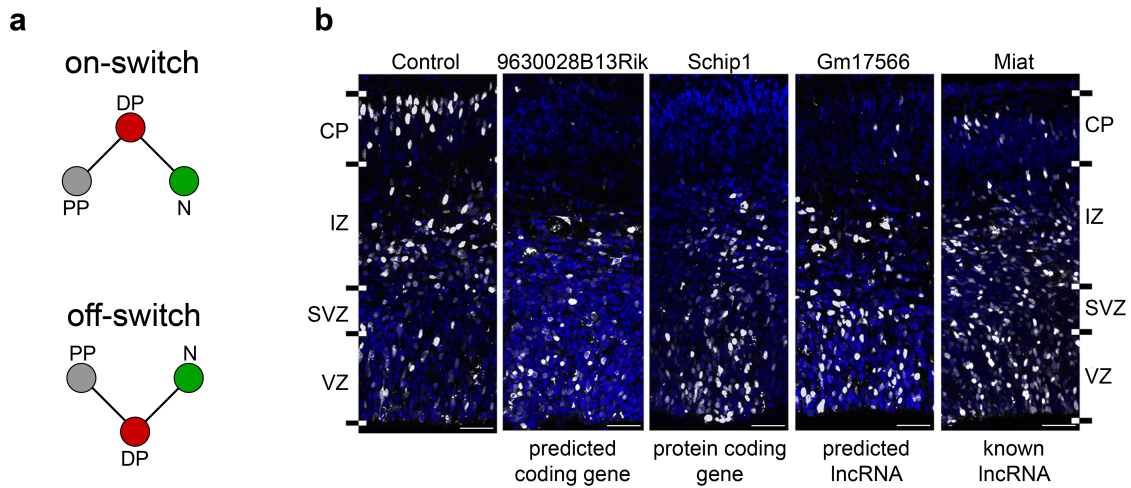 a
on-switch
DP
PP
N
off-switch
PP
N
DP
b
Control
9630028B13Rik
Schip1
Gm17566
Miat
CP
IZ
SVZ
VZ
CP
IZ
SVZ
VZ
predicted
coding gene
protein coding
gene
predicted
lncRNA
known
lncRNA